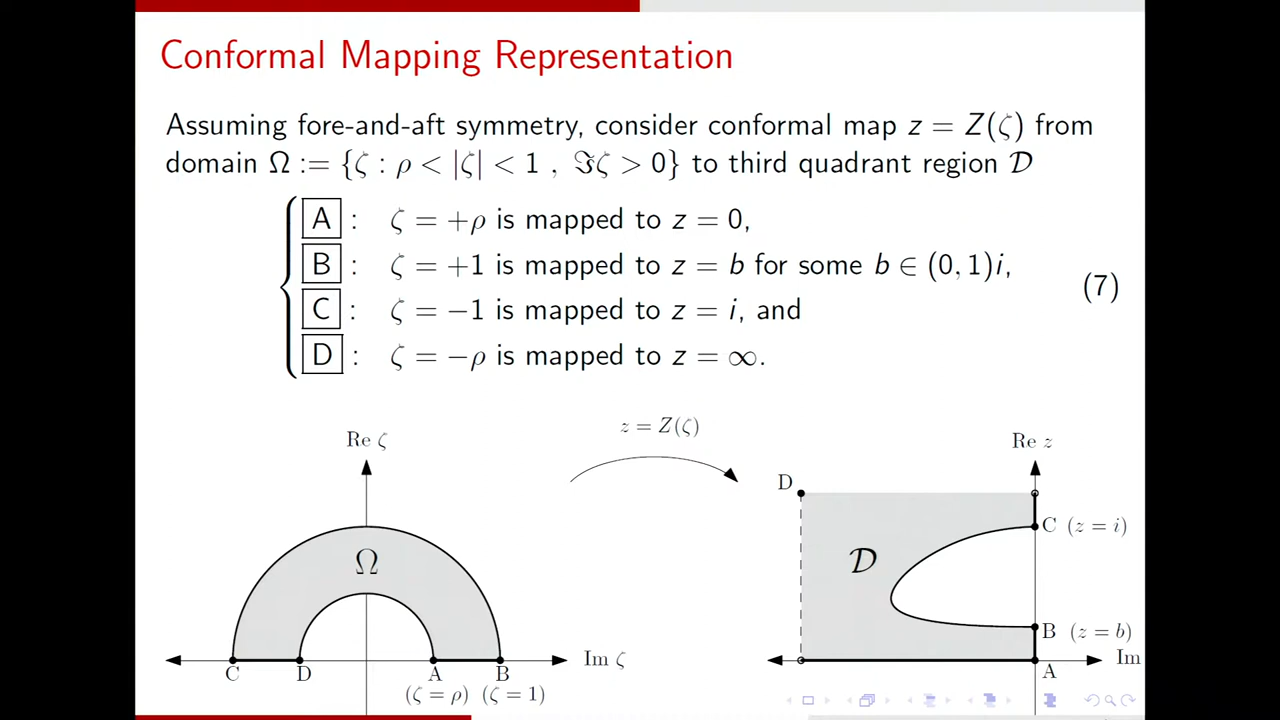 Conformal Mapping Representation
Assuming fore-and-aft symmetry, consider conformal map z = Z(ζ) from
domain Ω := {ζ : ρ < |ζ| < 1 , ℑζ > 0} to third quadrant region 𝒟
A : ζ = +ρ is mapped to z = 0,
B : ζ = +1 is mapped to z = b for some b ∈ (0, 1)i,
C : ζ = −1 is mapped to z = i, and
D : ζ = −ρ is mapped to z = ∞.
(7)
z = Z(ζ)
Re ζ
Ω
Im ζ
C
D
A
B
(ζ = ρ)
(ζ = 1)
Re z
D
C (z = i)
𝒟
B (z = b)
Im
A